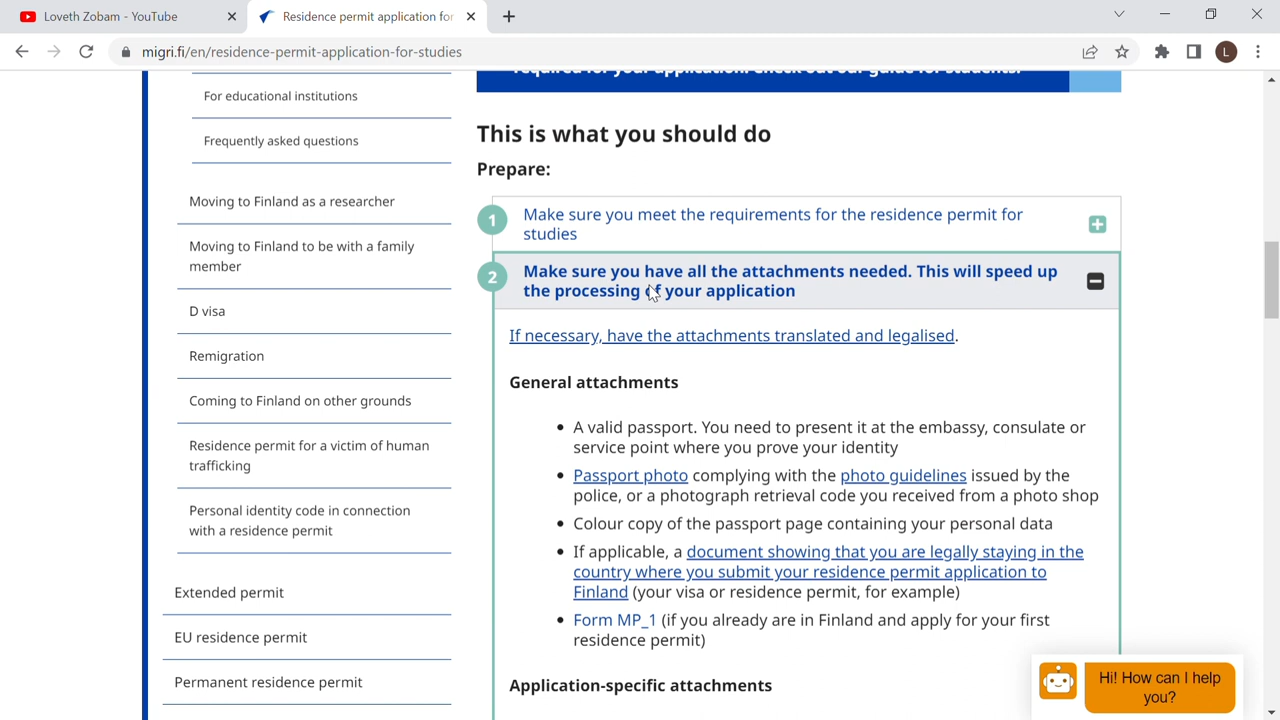 Loveth Zobam - YouTube
Residence permit application for
migri.fi/en/residence-permit-application-for-studies
L
required for your application. Check out our guide for students.
For educational institutions
Frequently asked questions
Moving to Finland as a researcher
Moving to Finland to be with a family
member
D visa
Remigration
Coming to Finland on other grounds
Residence permit for a victim of human
trafficking
Personal identity code in connection
with a residence permit
Extended permit
EU residence permit
Permanent residence permit
This is what you should do
Prepare:
1
Make sure you meet the requirements for the residence permit for
studies
2
Make sure you have all the attachments needed. This will speed up
the processing of your application
If necessary, have the attachments translated and legalised.
General attachments
• A valid passport. You need to present it at the embassy, consulate or
service point where you prove your identity
• Passport photo complying with the photo guidelines issued by the
police, or a photograph retrieval code you received from a photo shop
• Colour copy of the passport page containing your personal data
• If applicable, a document showing that you are legally staying in the
country where you submit your residence permit application to
Finland (your visa or residence permit, for example)
• Form MP_1 (if you already are in Finland and apply for your first
residence permit)
Application-specific attachments
Hi! How can I help
you?